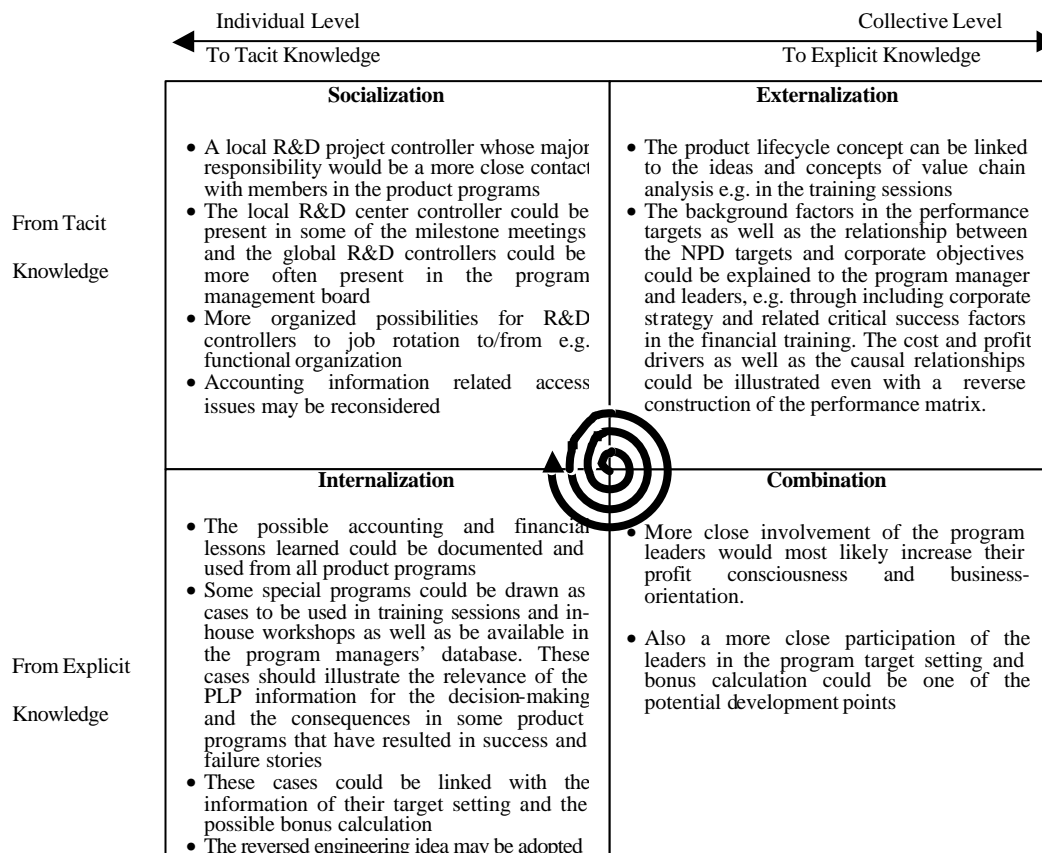 Individual Level
Collective Level
To Tacit Knowledge
To Explicit Knowledge
Socialization
• A local R&D project controller whose major
responsibility would be a more close contact
with members in the product programs
• The local R&D center controller could be
present in some of the milestone meetings
and the global R&D controllers could be
more often present in the program
management board
• More organized possibilities for R&D
controllers to job rotation to/from e.g.
functional organization
• Accounting information related access
issues may be reconsidered
Externalization
• The product lifecycle concept can be linked
to the ideas and concepts of value chain
analysis e.g. in the training sessions
• The background factors in the performance
targets as well as the relationship between
the NPD targets and corporate objectives
could be explained to the program manager
and leaders, e.g. through including corporate
strategy and related critical success factors
in the financial training. The cost and profit
drivers as well as the causal relationships
could be illustrated even with a reverse
construction of the performance matrix.
From Tacit
Knowledge
Internalization
• The possible accounting and financial
lessons learned could be documented and
used from all product programs
• Some special programs could be drawn as
cases to be used in training sessions and in-
house workshops as well as be available in
the program managers' database. These
cases should illustrate the relevance of the
PLP information for the decision-making
and the consequences in some product
programs that have resulted in success and
failure stories
• These cases could be linked with the
information of their target setting and the
possible bonus calculation
• The reversed engineering idea may be adopted
Combination
• More close involvement of the program
leaders would most likely increase their
profit consciousness and business-
orientation.
• Also a more close participation of the
leaders in the program target setting and
bonus calculation could be one of the
potential development points
From Explicit
Knowledge